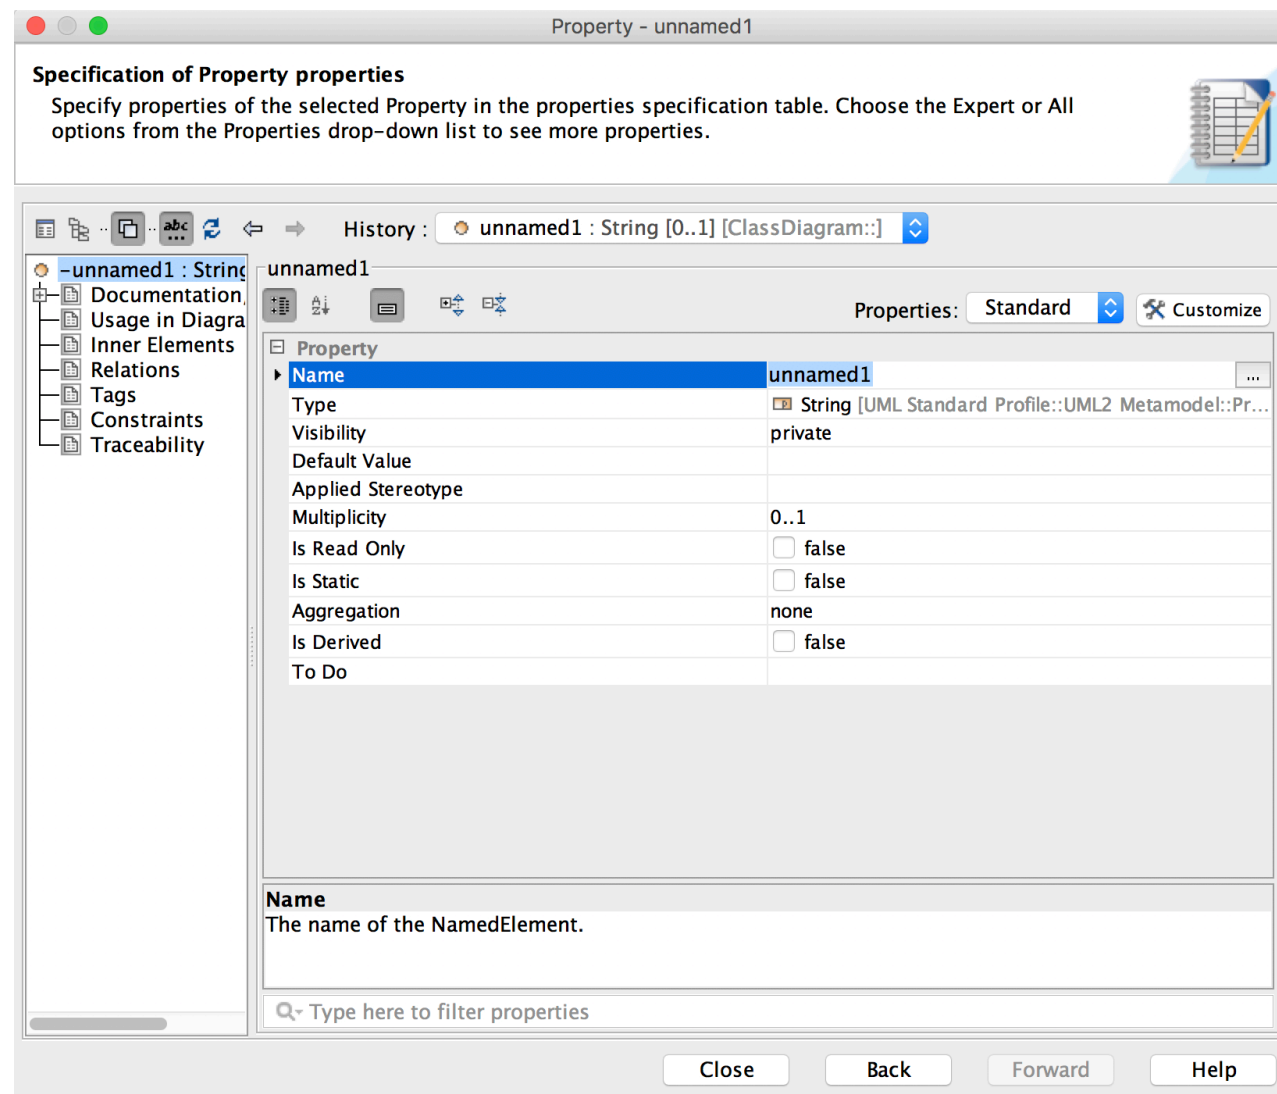 Property - unnamed1
Specification of Property properties
Specify properties of the selected Property in the properties specification table. Choose the Expert or All
options from the Properties drop-down list to see more properties.
abc
History : unnamed1 : String [0..1] [ClassDiagram::]
-unnamed1 : String
Documentation,
Usage in Diagra
Inner Elements
Relations
Tags
Constraints
Traceability
unnamed1
Properties: Standard Customize
Property
Name unnamed1 ...
Type String [UML Standard Profile::UML2 Metamodel::Pr...
Visibility private
Default Value
Applied Stereotype
Multiplicity 0..1
Is Read Only false
Is Static false
Aggregation none
Is Derived false
To Do
Name
The name of the NamedElement.
Type here to filter properties
Close Back Forward Help